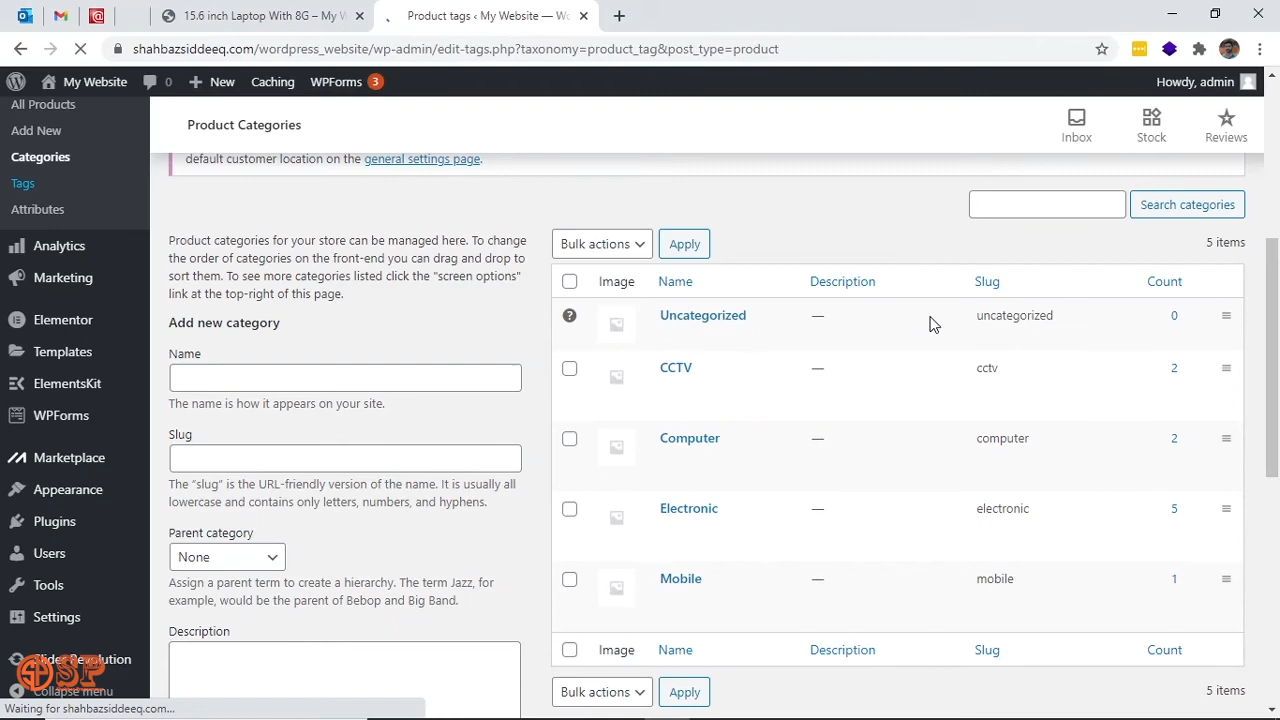 15.6 inch Laptop With 8G – My W
Product tags ‹ My Website — Wo
shahbazsiddeeq.com/wordpress_website/wp-admin/edit-tags.php?taxonomy=product_tag&post_type=product
My Website 0 New Caching WPForms 3 Howdy, admin
All Products
Add New
Categories
Tags
Attributes
Analytics
Marketing
Elementor
Templates
ElementsKit
WPForms
Marketplace
Appearance
Plugins
Users
Tools
Settings
Slider Revolution
Collapse menu
SP
Waiting for shahbazsiddeeq.com...
Product Categories
Inbox Stock Reviews
default customer location on the general settings page.
Search categories
Product categories for your store can be managed here. To change
the order of categories on the front-end you can drag and drop to
sort them. To see more categories listed click the "screen options"
link at the top-right of this page.
Add new category
Name
The name is how it appears on your site.
Slug
The “slug” is the URL-friendly version of the name. It is usually all
lowercase and contains only letters, numbers, and hyphens.
Parent category
None
Assign a parent term to create a hierarchy. The term Jazz, for
example, would be the parent of Bebop and Big Band.
Description
Bulk actions Apply 5 items
Image Name Description Slug Count
Uncategorized — uncategorized 0
CCTV — cctv 2
Computer — computer 2
Electronic — electronic 5
Mobile — mobile 1
Image Name Description Slug Count
Bulk actions Apply 5 items